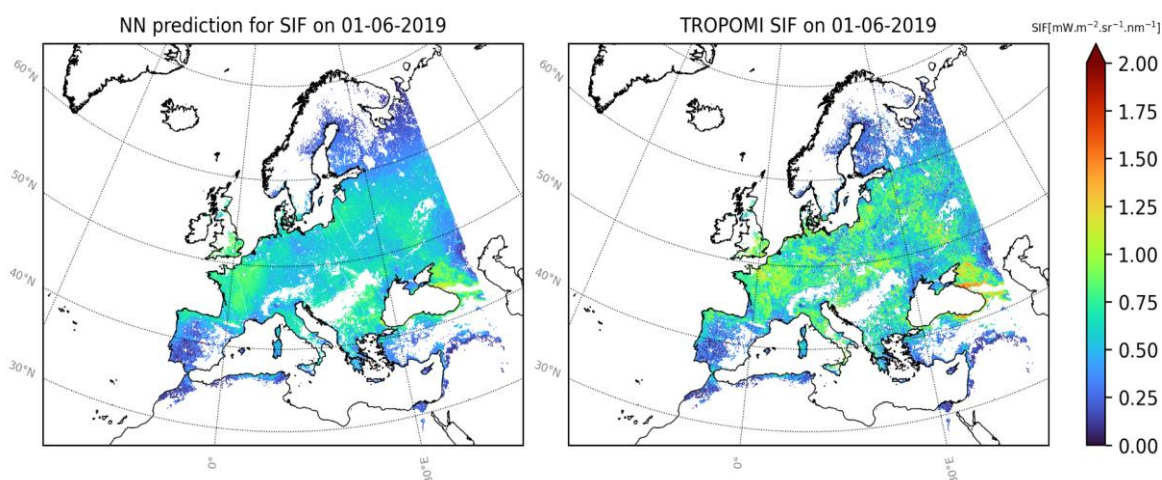 NN prediction for SIF on 01-06-2019
TROPOMI SIF on 01-06-2019
SIF[mW.m⁻².sr⁻¹.nm⁻¹]
60°N
50°N
40°N
30°N
0°
30°E
60°N
50°N
40°N
30°N
0°
30°E
2.00
1.75
1.50
1.25
1.00
0.75
0.50
0.25
0.00